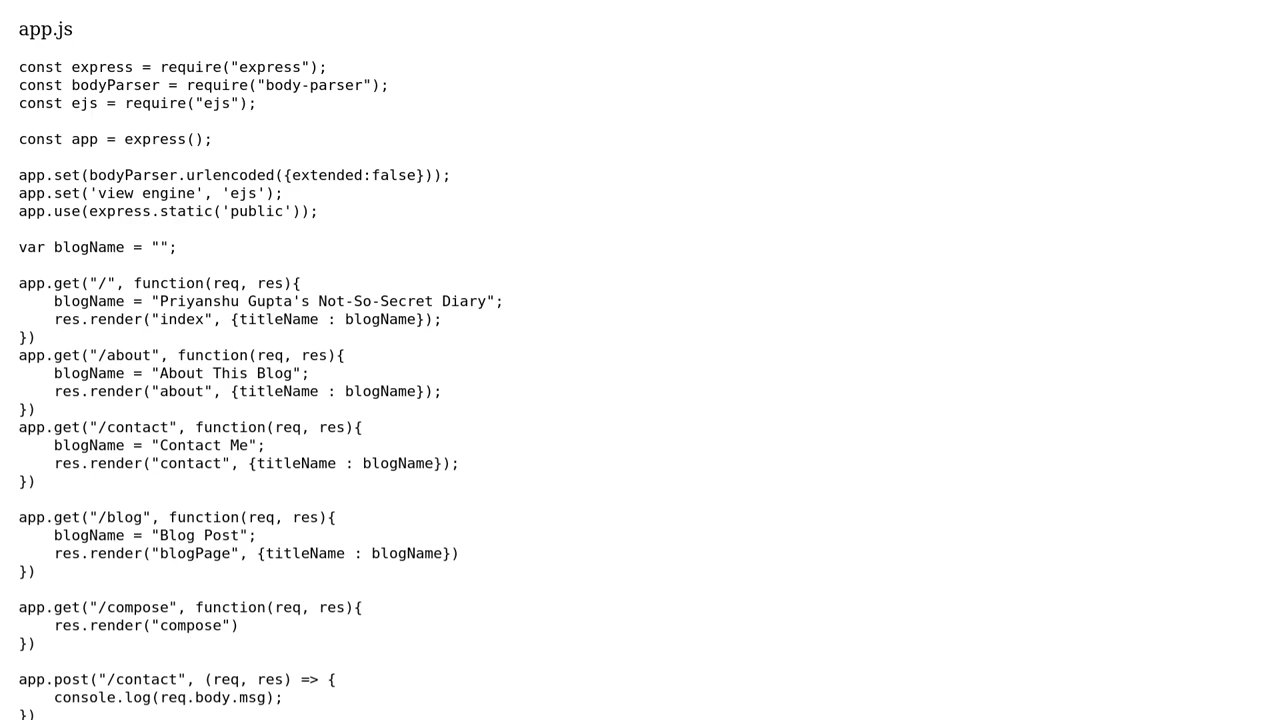 app.js
const express = require("express");
const bodyParser = require("body-parser");
const ejs = require("ejs");
const app = express();
app.set(bodyParser.urlencoded({extended:false}));
app.set('view engine', 'ejs');
app.use(express.static('public'));
var blogName = "";
app.get("/", function(req, res){
    blogName = "Priyanshu Gupta's Not-So-Secret Diary";
    res.render("index", {titleName : blogName});
})
app.get("/about", function(req, res){
    blogName = "About This Blog";
    res.render("about", {titleName : blogName});
})
app.get("/contact", function(req, res){
    blogName = "Contact Me";
    res.render("contact", {titleName : blogName});
})
app.get("/blog", function(req, res){
    blogName = "Blog Post";
    res.render("blogPage", {titleName : blogName})
})
app.get("/compose", function(req, res){
    res.render("compose")
})
app.post("/contact", (req, res) => {
    console.log(req.body.msg);
})